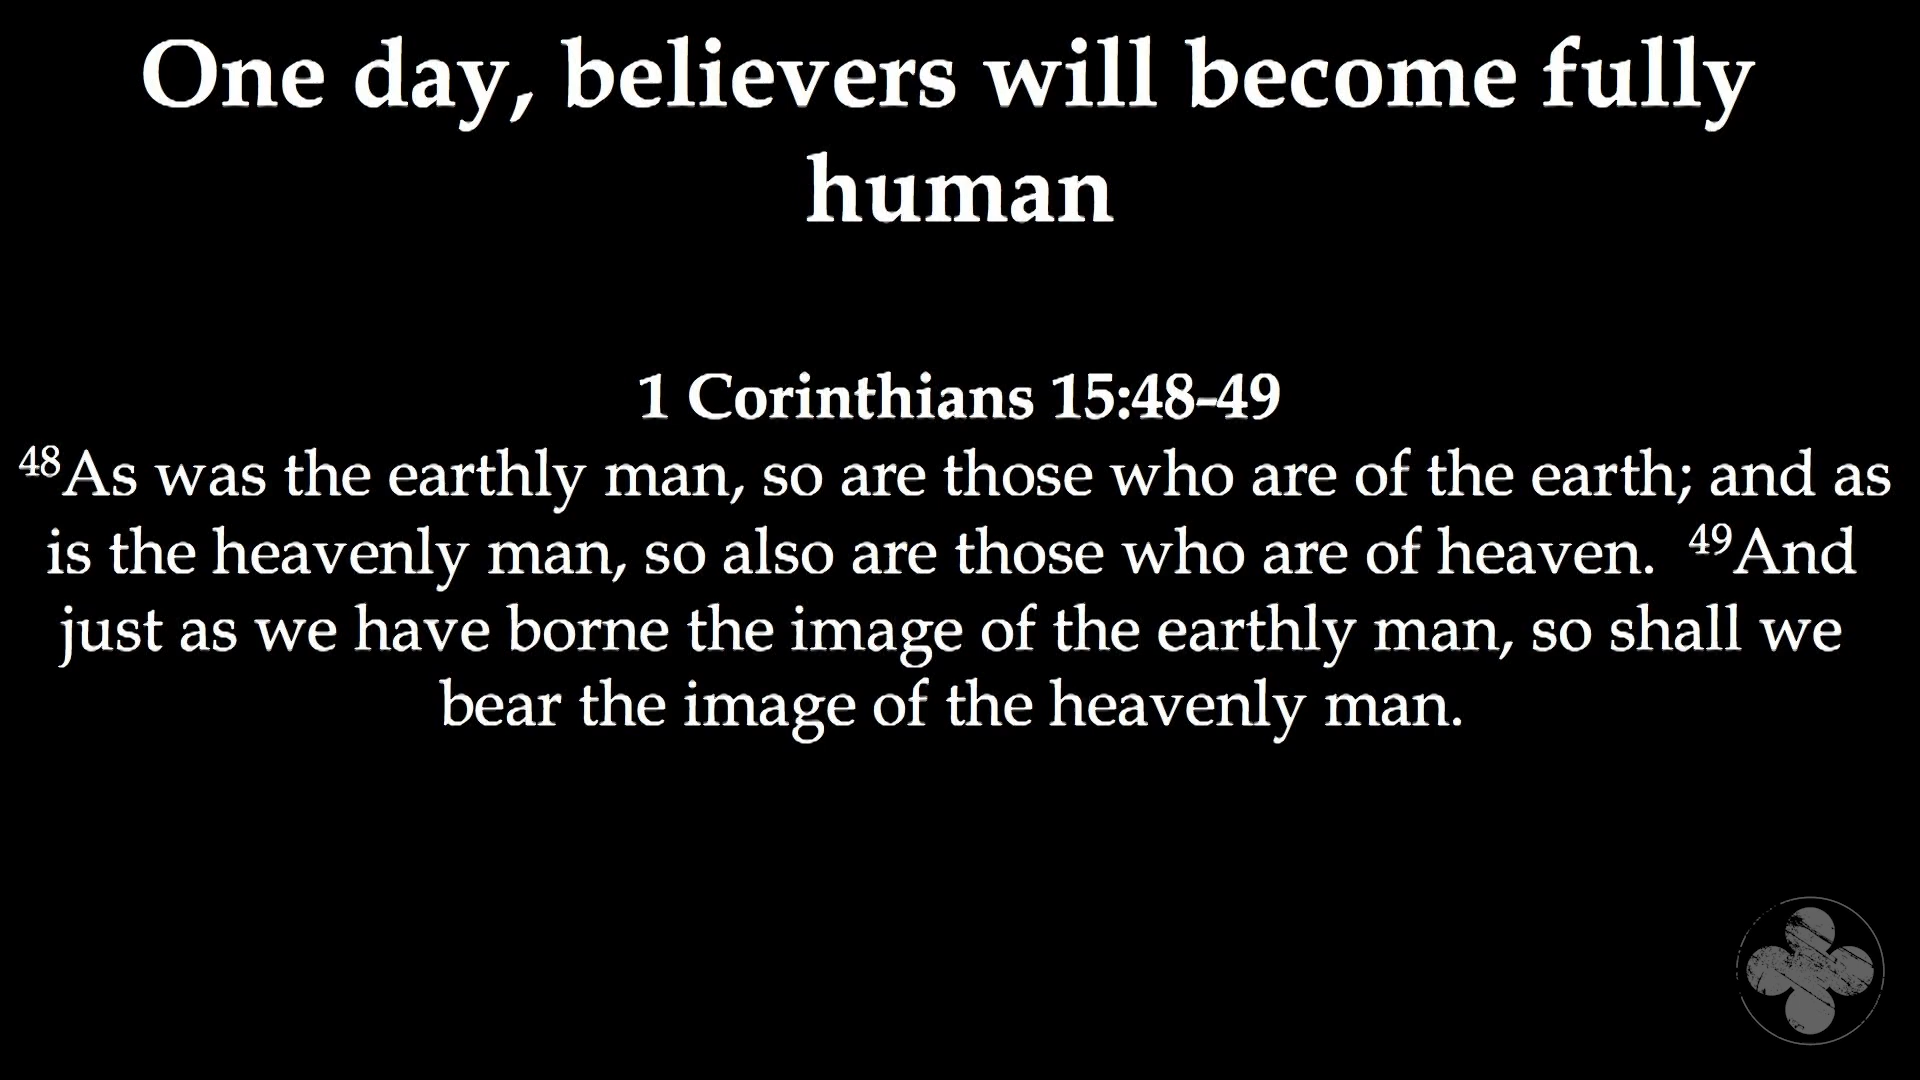 One day, believers will become fully
human
1 Corinthians 15:48-49
⁴⁸As was the earthly man, so are those who are of the earth; and as
is the heavenly man, so also are those who are of heaven.  ⁴⁹And
just as we have borne the image of the earthly man, so shall we
bear the image of the heavenly man.